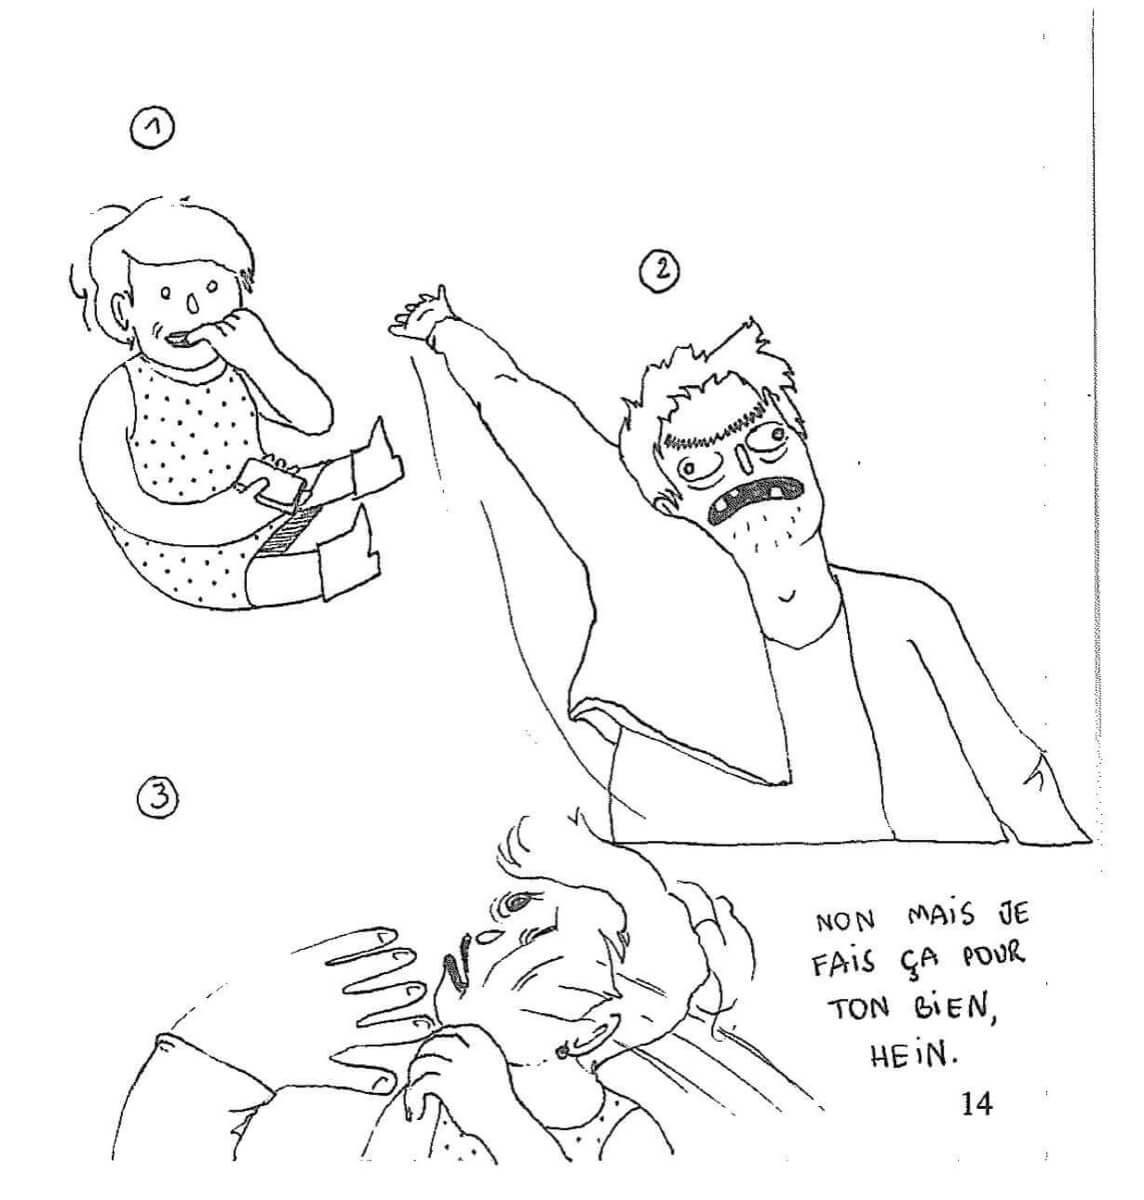 1
2
3
NON MAIS JE
FAIS ÇA POUR
TON BIEN,
HEIN.
14